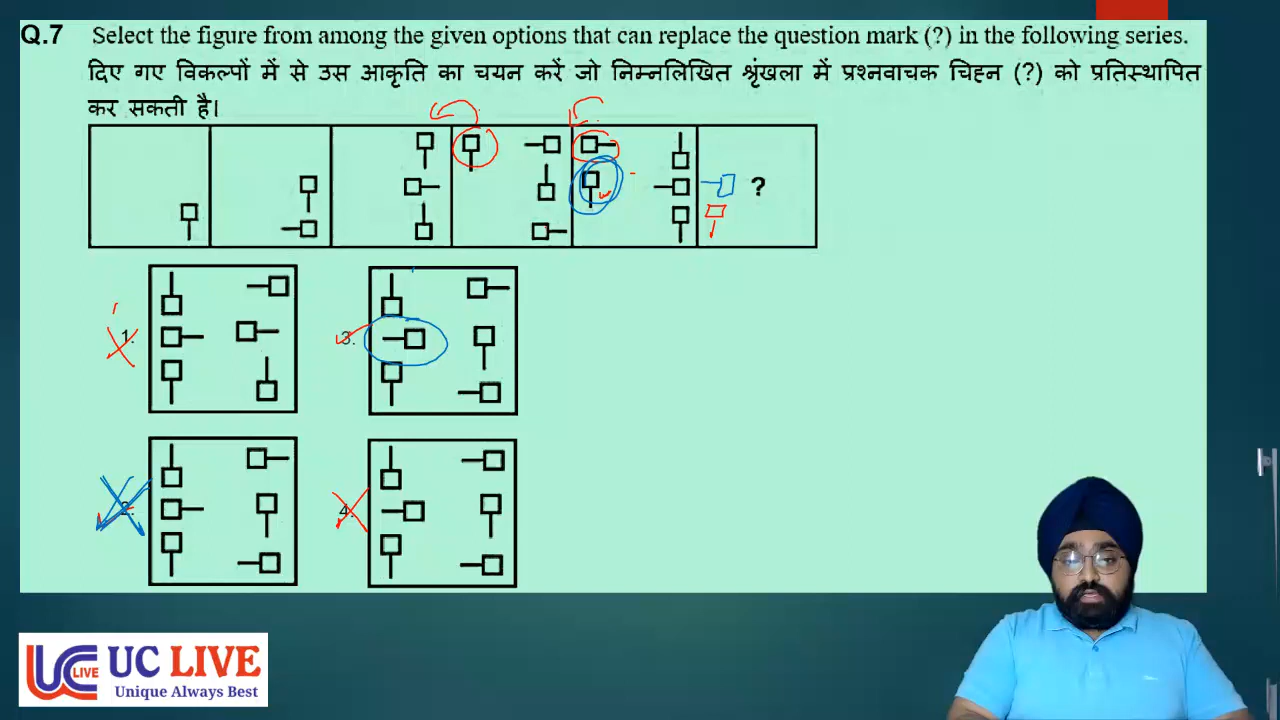 Q.7 Select the figure from among the given options that can replace the question mark (?) in the following series.
दिए गए विकल्पों में से उस आकृति का चयन करें जो निम्नलिखित श्रृंखला में प्रश्नवाचक चिह्न (?) को प्रतिस्थापित
कर सकती है।
?
1.
3.
2.
4.
UC LIVE
LIVE
Unique Always Best